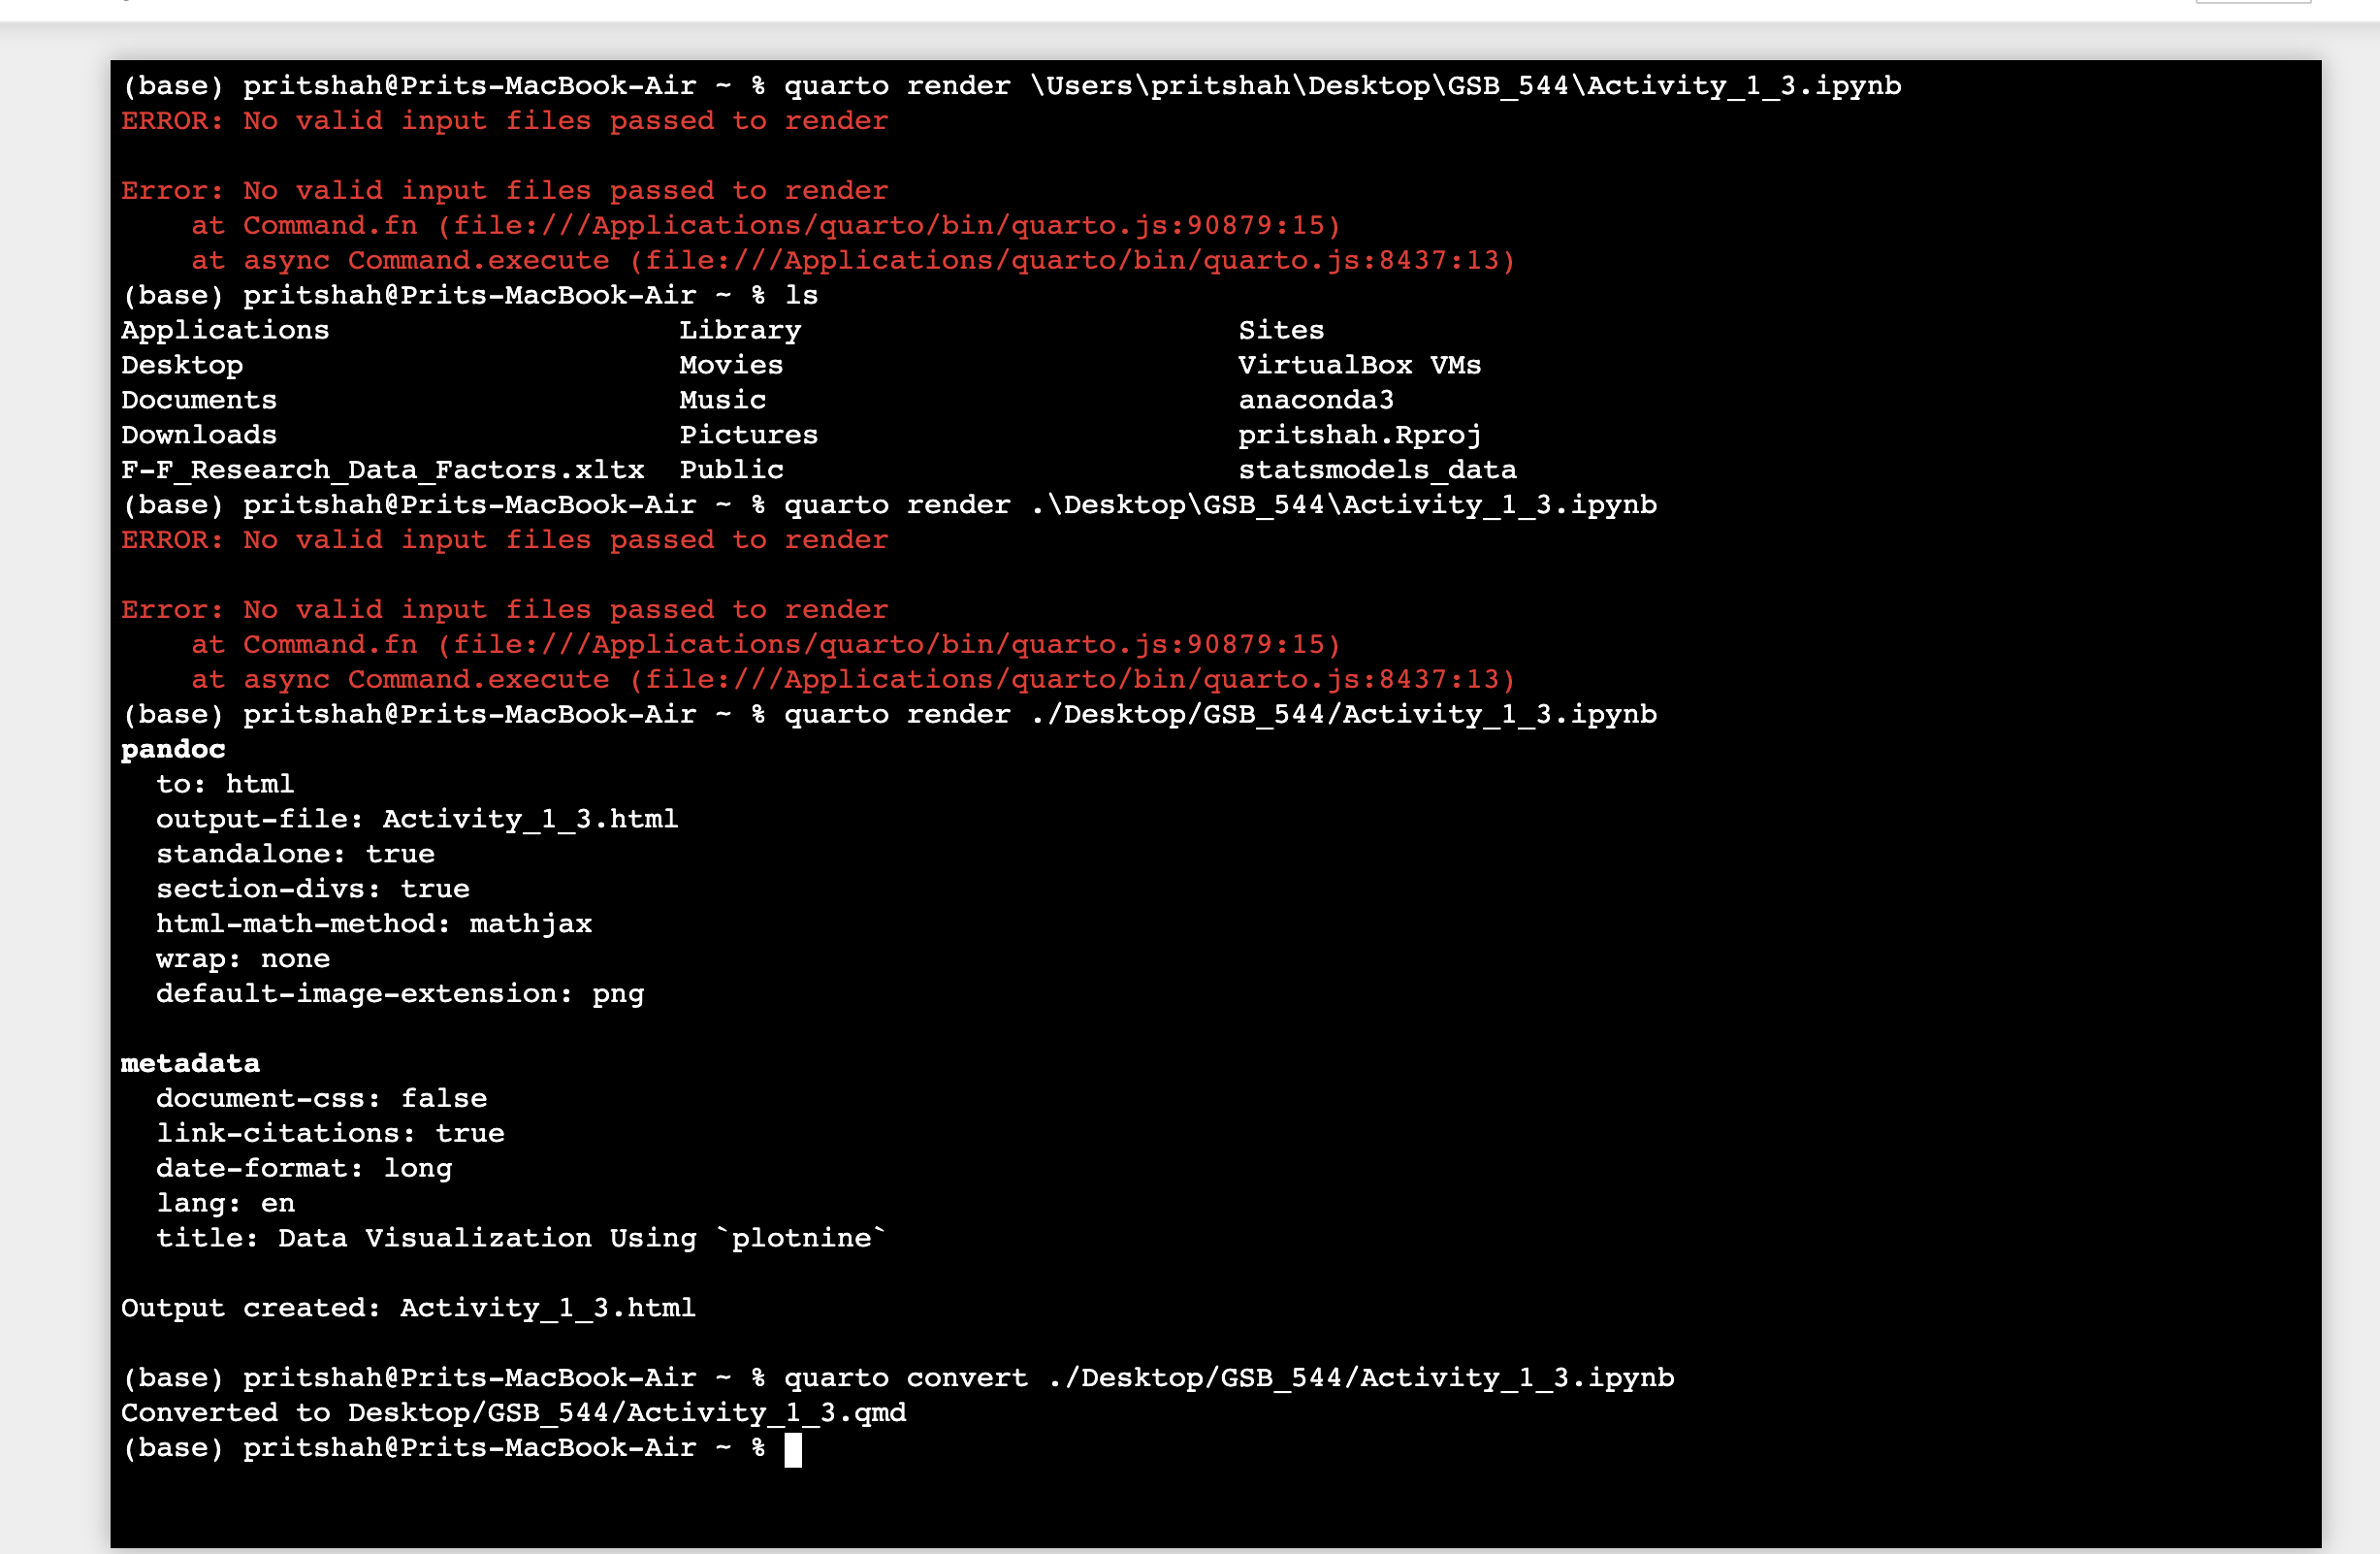 (base) pritshah@Prits-MacBook-Air ~ % quarto render \Users\pritshah\Desktop\GSB_544\Activity_1_3.ipynb
ERROR: No valid input files passed to render
Error: No valid input files passed to render
    at Command.fn (file:///Applications/quarto/bin/quarto.js:90879:15)
    at async Command.execute (file:///Applications/quarto/bin/quarto.js:8437:13)
(base) pritshah@Prits-MacBook-Air ~ % ls
Applications Library Sites
Desktop Movies VirtualBox VMs
Documents Music anaconda3
Downloads Pictures pritshah.Rproj
F-F_Research_Data_Factors.xltx Public statsmodels_data
(base) pritshah@Prits-MacBook-Air ~ % quarto render .\Desktop\GSB_544\Activity_1_3.ipynb
ERROR: No valid input files passed to render
Error: No valid input files passed to render
    at Command.fn (file:///Applications/quarto/bin/quarto.js:90879:15)
    at async Command.execute (file:///Applications/quarto/bin/quarto.js:8437:13)
(base) pritshah@Prits-MacBook-Air ~ % quarto render ./Desktop/GSB_544/Activity_1_3.ipynb
pandoc
  to: html
  output-file: Activity_1_3.html
  standalone: true
  section-divs: true
  html-math-method: mathjax
  wrap: none
  default-image-extension: png
metadata
  document-css: false
  link-citations: true
  date-format: long
  lang: en
  title: Data Visualization Using `plotnine`
Output created: Activity_1_3.html
(base) pritshah@Prits-MacBook-Air ~ % quarto convert ./Desktop/GSB_544/Activity_1_3.ipynb
Converted to Desktop/GSB_544/Activity_1_3.qmd
(base) pritshah@Prits-MacBook-Air ~ %